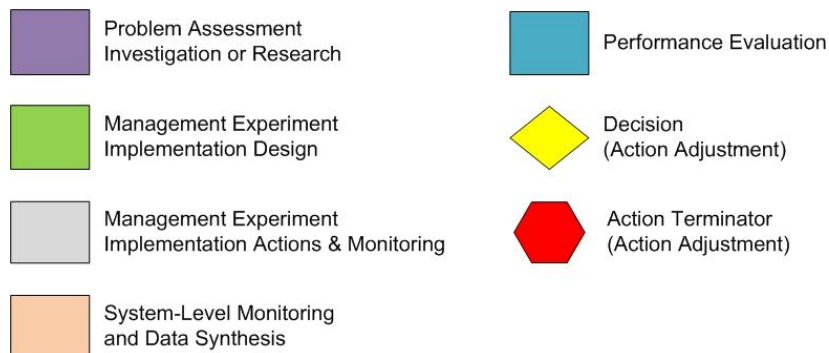 Problem Assessment
Investigation or Research
Management Experiment
Implementation Design
Management Experiment
Implementation Actions & Monitoring
System-Level Monitoring
and Data Synthesis
Performance Evaluation
Decision
(Action Adjustment)
Action Terminator
(Action Adjustment)